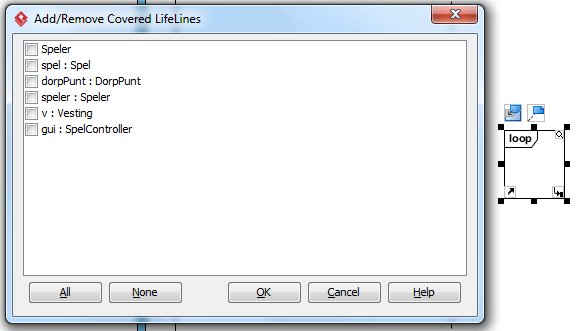 Add/Remove Covered LifeLines
Speler
spel : Spel
dorpPunt : DorpPunt
speler : Speler
v : Vesting
gui : SpelController
loop
All
None
OK
Cancel
Help